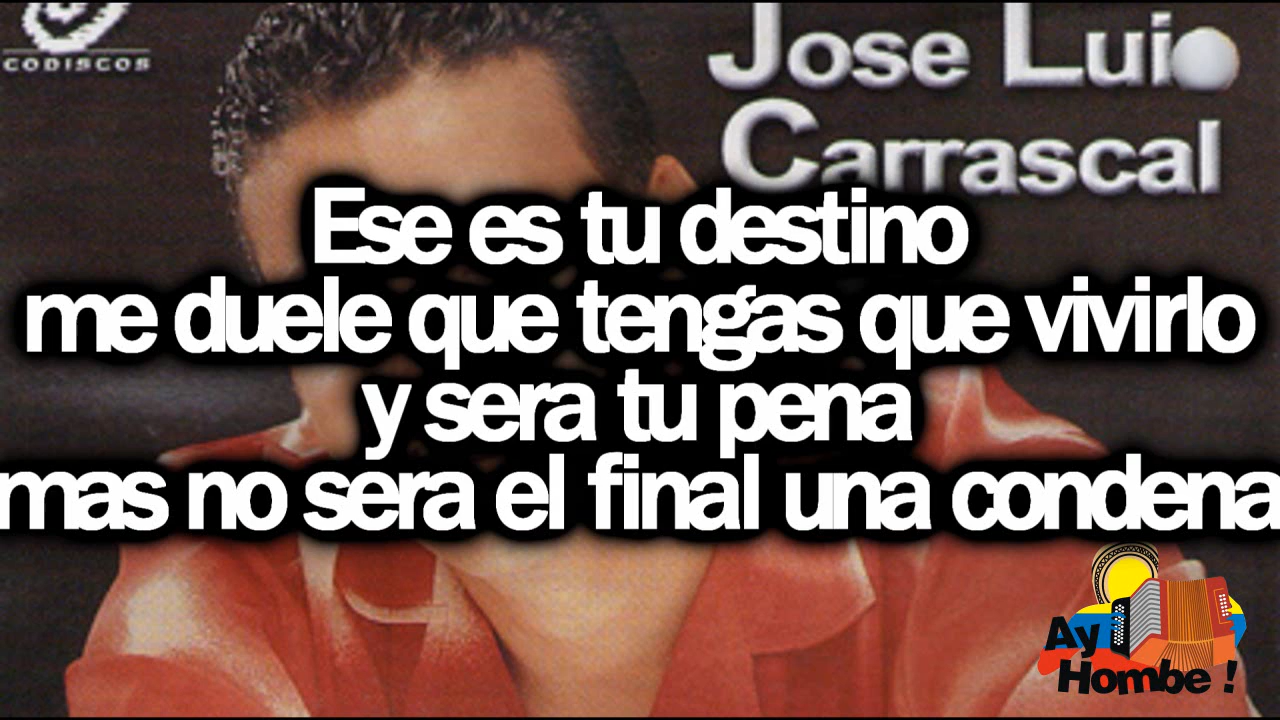 CODISCOS
Jose Luis
Carrascal
Ese es tu destino
me duele que tengas que vivirlo
y sera tu pena
mas no sera el final una condena
Ay
Hombe !